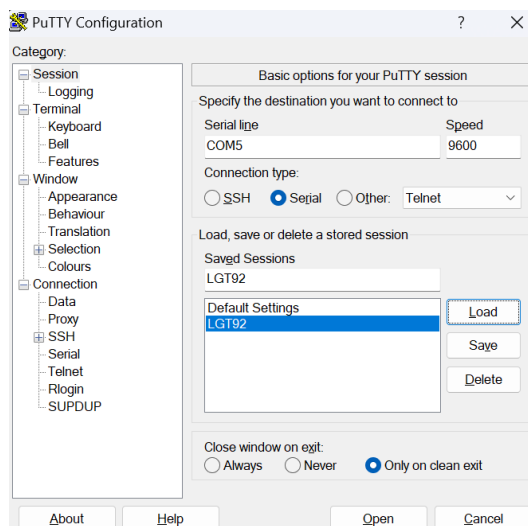 PuTTY Configuration
?
Category:
Session
Logging
Terminal
Keyboard
Bell
Features
Window
Appearance
Behaviour
Translation
Selection
Colours
Connection
Data
Proxy
SSH
Serial
Telnet
Rlogin
SUPDUP
Basic options for your PuTTY session
Specify the destination you want to connect to
Serial line Speed
COM5 9600
Connection type:
SSH Serial Other: Telnet
Load, save or delete a stored session
Saved Sessions
LGT92
Default Settings
LGT92
Load
Save
Delete
Close window on exit:
Always Never Only on clean exit
About Help Open Cancel